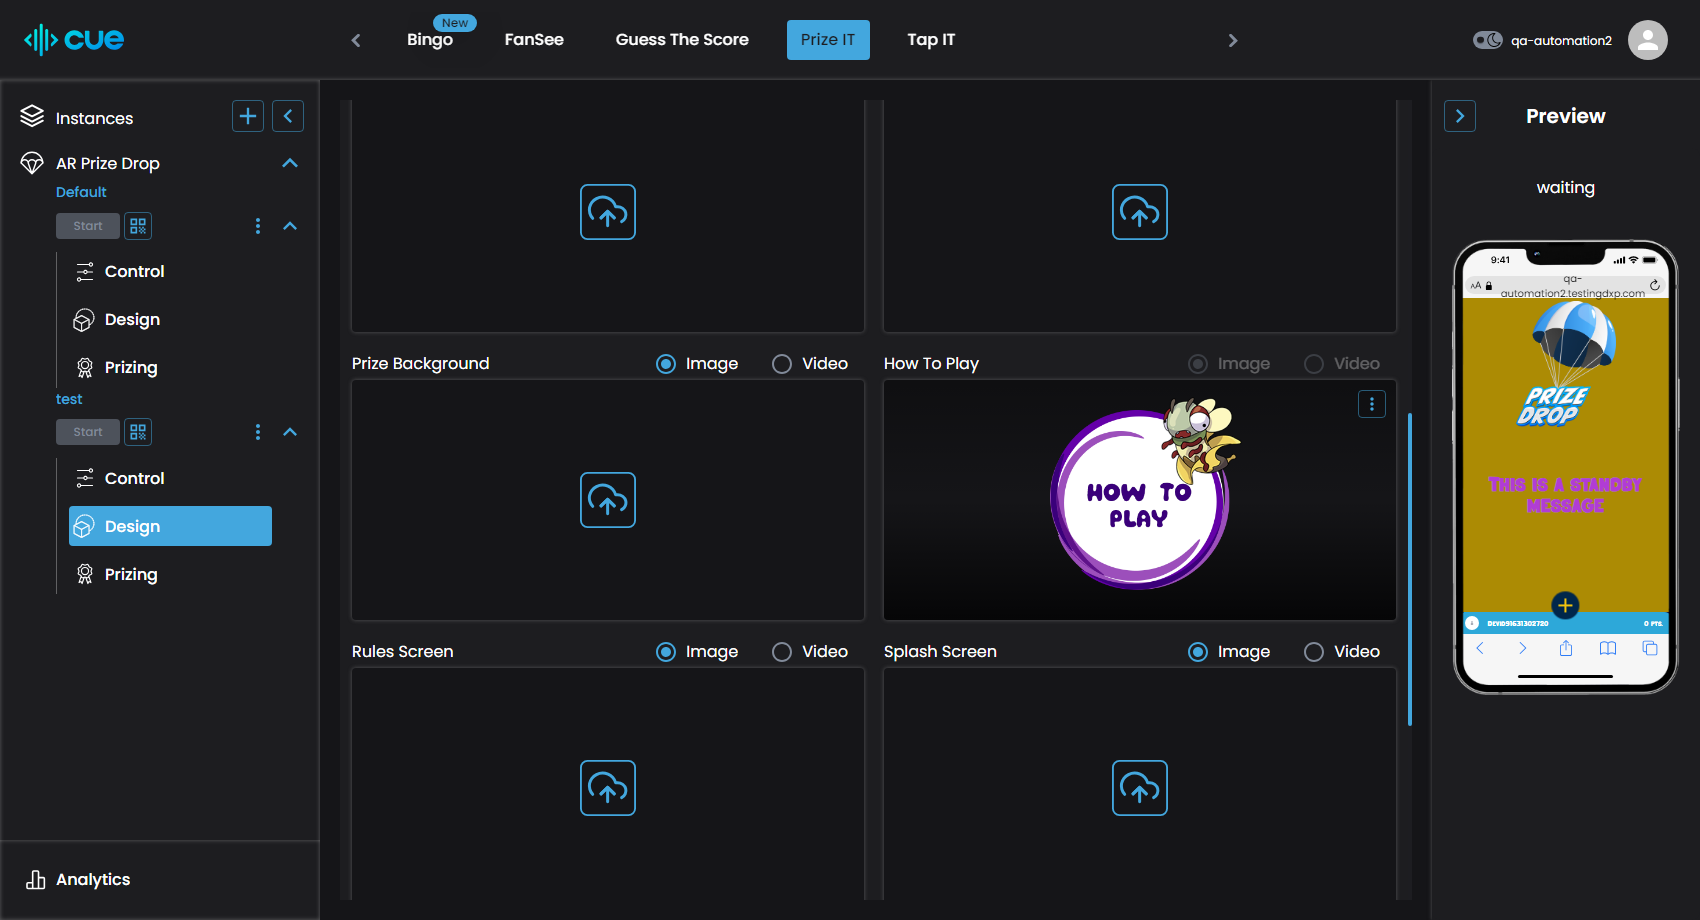 cue
New
Bingo
FanSee
Guess The Score
Prize IT
Tap IT
qa-automation2
Instances
AR Prize Drop
Default
Start
Control
Design
Prizing
test
Start
Control
Design
Prizing
Analytics
Prize Background
Image
Video
How To Play
Image
Video
HOW TO
PLAY
Rules Screen
Image
Video
Splash Screen
Image
Video
Preview
waiting
9:41
AA
qa-
automation2.testingdxp.com
PRIZE
DROP
THIS IS A STANDBY
MESSAGE
0 PTS.